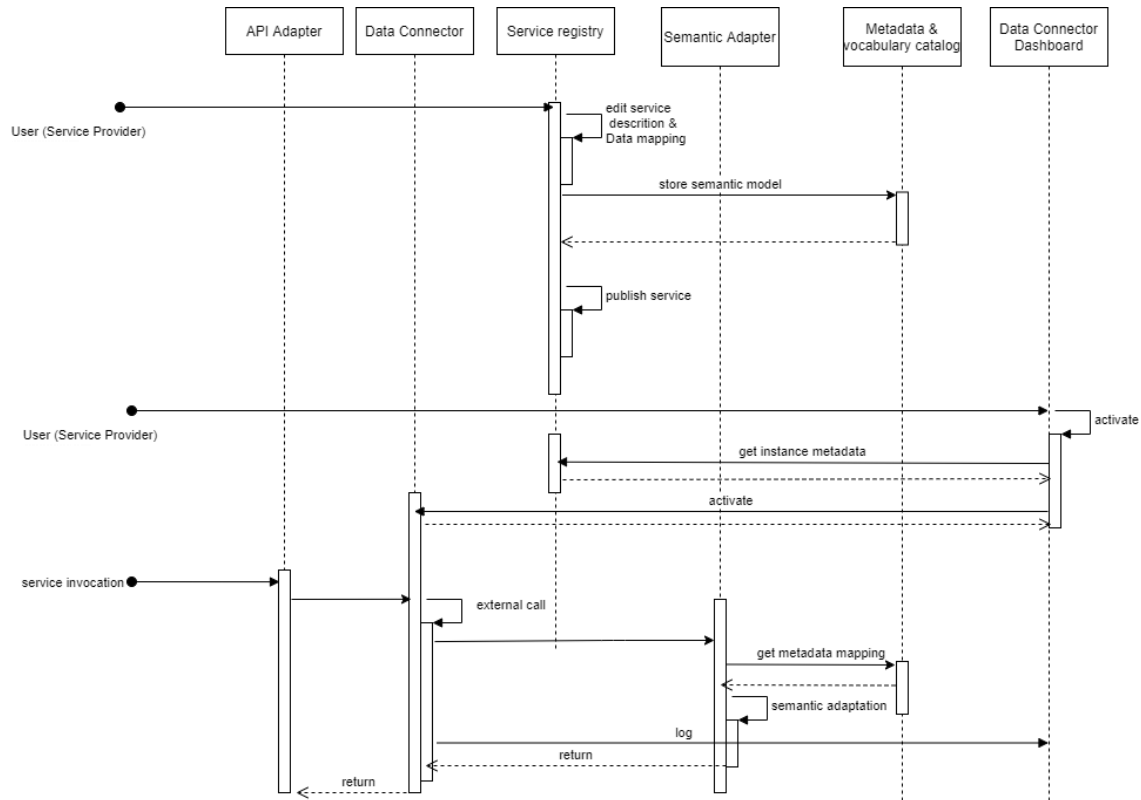 API Adapter
Data Connector
Service registry
Semantic Adapter
Metadata &
vocabulary catalog
Data Connector
Dashboard
User (Service Provider)
edit service
descrition &
Data mapping
store semantic model
publish service
User (Service Provider)
activate
get instance metadata
activate
service invocation
external call
get metadata mapping
semantic adaptation
log
return
return